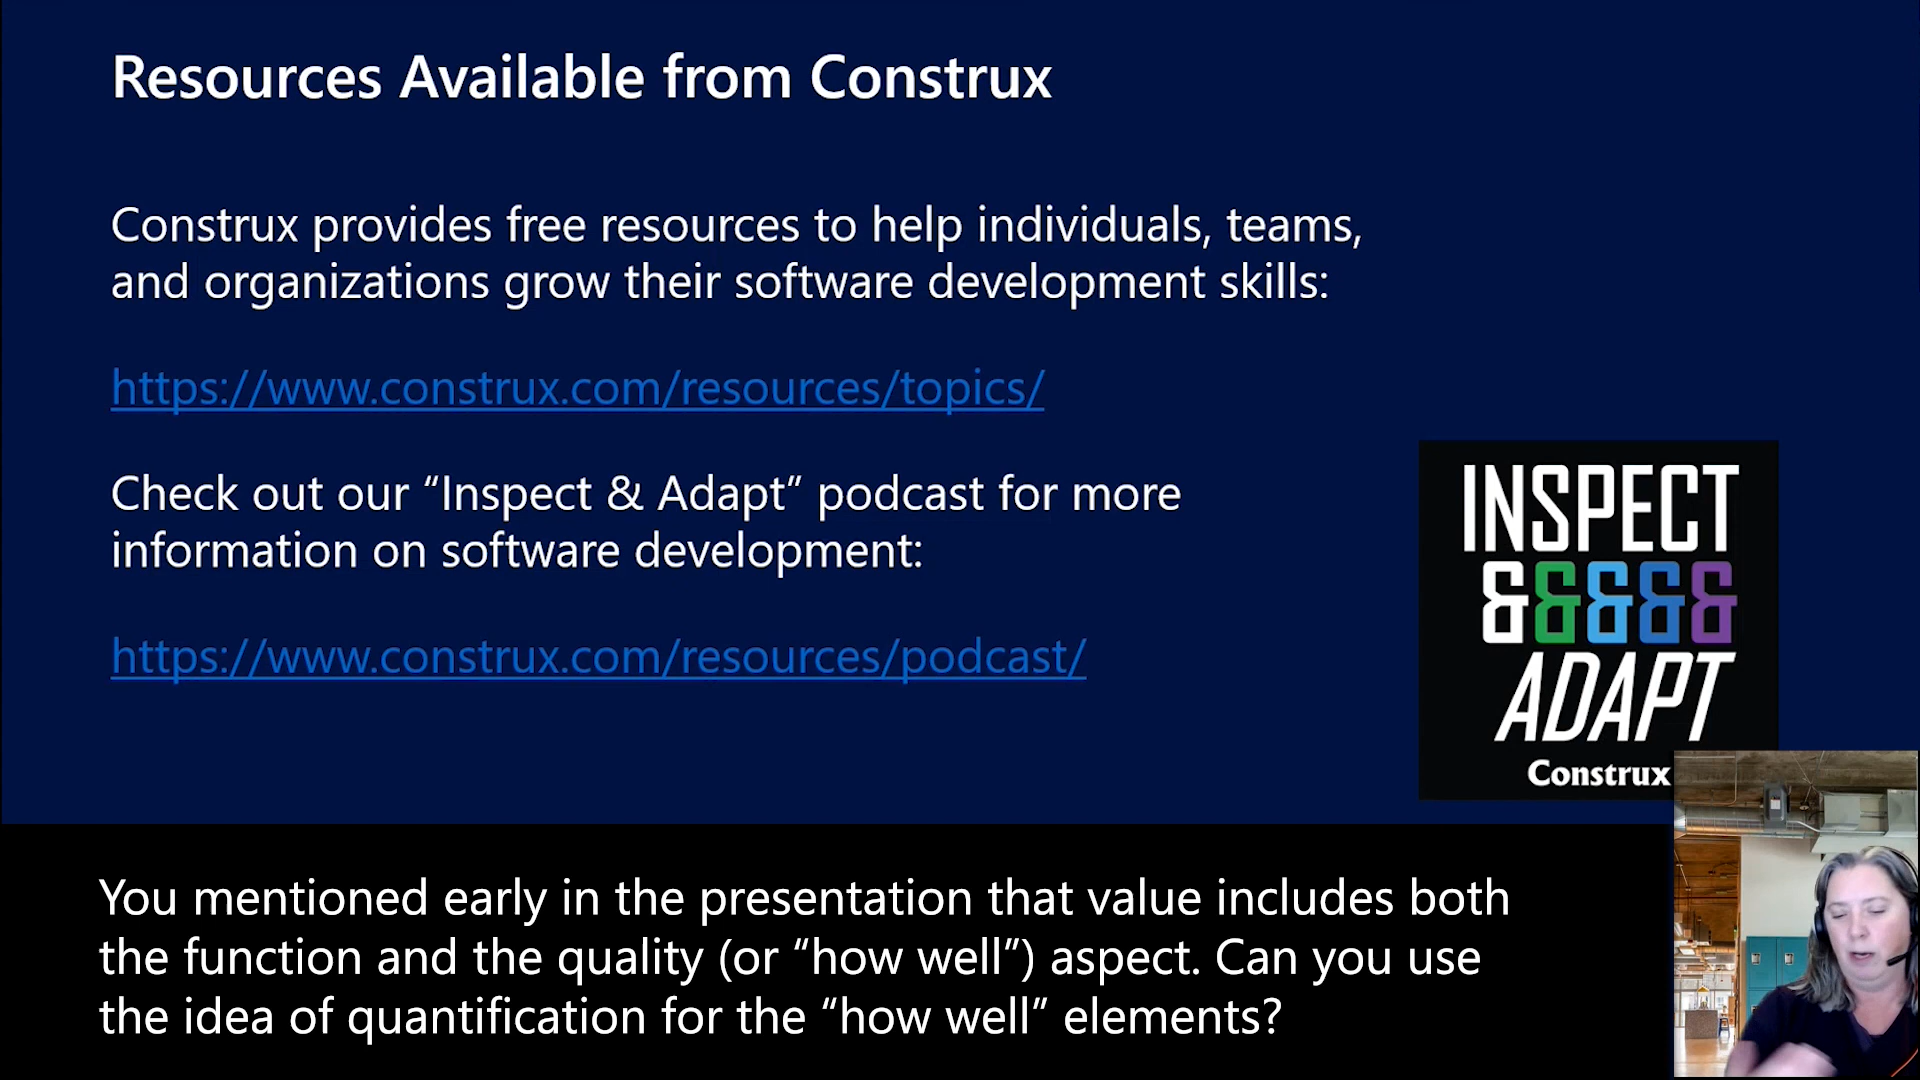 Resources Available from Construx
Construx provides free resources to help individuals, teams,
and organizations grow their software development skills:
https://www.construx.com/resources/topics/
Check out our “Inspect & Adapt” podcast for more
information on software development:
https://www.construx.com/resources/podcast/
INSPECT
&&&&&
ADAPT
Construx
You mentioned early in the presentation that value includes both
the function and the quality (or “how well”) aspect. Can you use
the idea of quantification for the “how well” elements?